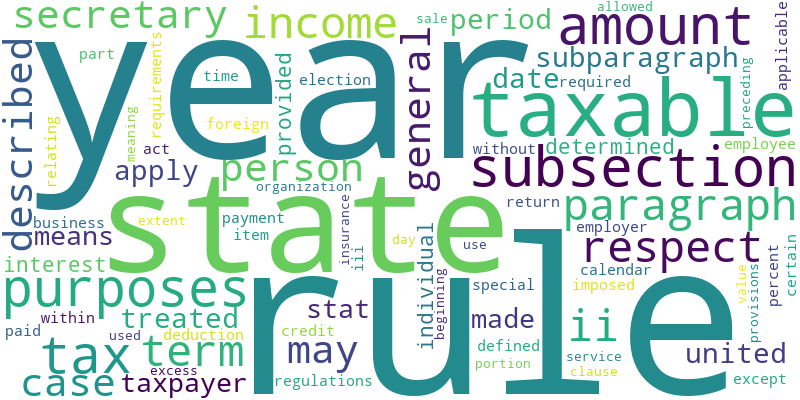 secretary
income
period
sale
allowed
amount
applicable
part
requirements
time
election
provided
general
date
required
subparagraph
described
year
relating
meaning
act
foreign
taxable
preceding
without
determined
employee
apply
person
organization
subsection
return
paragraph
state
business
means
extent
payment
item
insurance
iii
day
use
individual
employer
respect
interest
calendar
certain
purposes
within
treated
stat
beginning
special
imposed
percent
value
provisions
paid
used
deduction
credit
made
ii
rule
tax
term
excess
may
defined
service
united
case
taxpayer
regulations
portion
clause
except